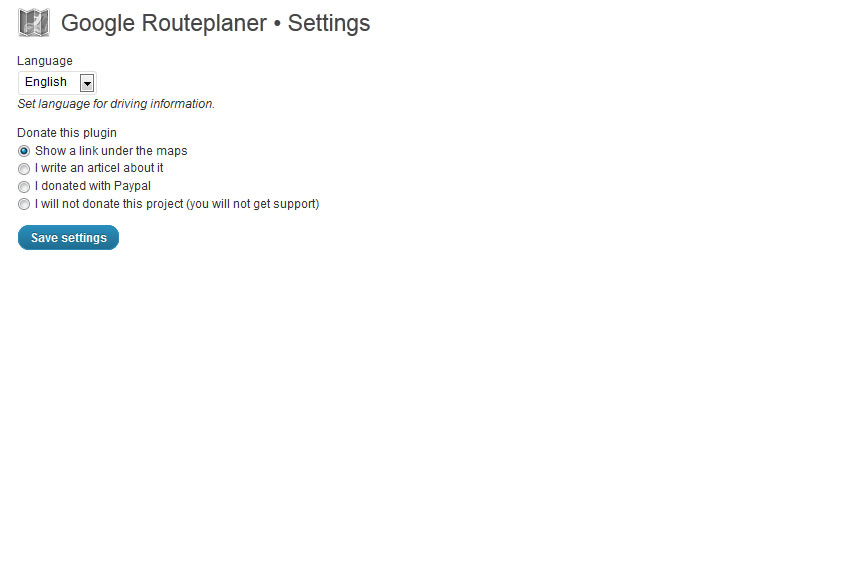 Google Routeplaner • Settings
Language
English
Set language for driving information.
Donate this plugin
Show a link under the maps
I write an articel about it
I donated with Paypal
I will not donate this project (you will not get support)
Save settings